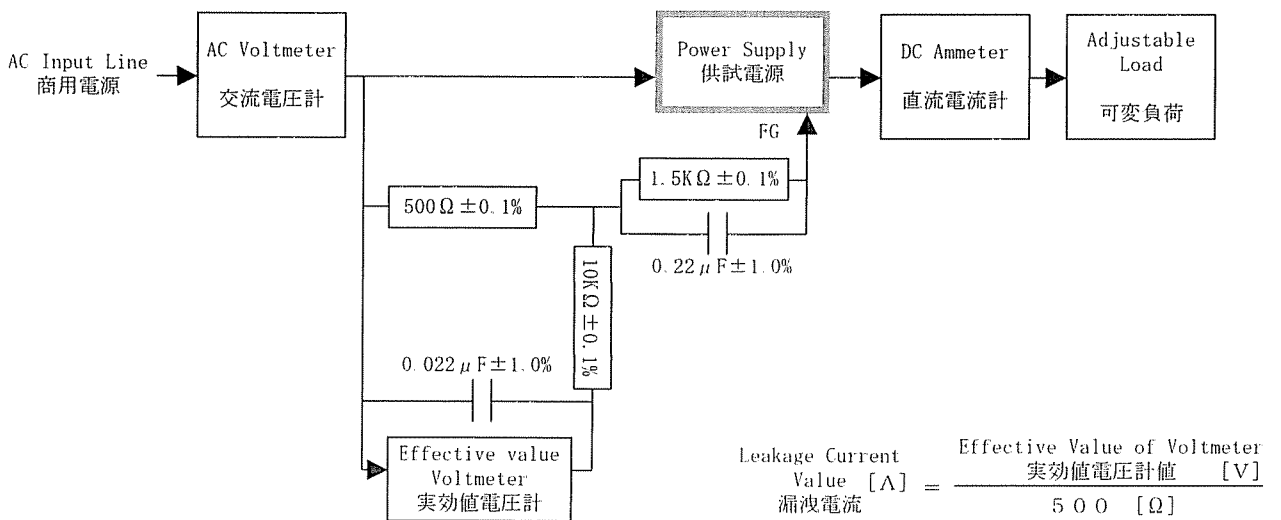 AC Input Line
商用電源
AC Voltmeter
交流電圧計
Power Supply
供試電源
DC Ammeter
直流電流計
Adjustable
Load
可変負荷
FG
500Ω±0.1%
1.5KΩ±0.1%
0.22μF±1.0%
10KΩ±0.1%
0.022μF±1.0%
Effective value
Voltmeter
実効値電圧計
Leakage Current
Value [A]
漏洩電流
=
Effective Value of Voltmeter
実効値電圧計値 [V]
500 [Ω]